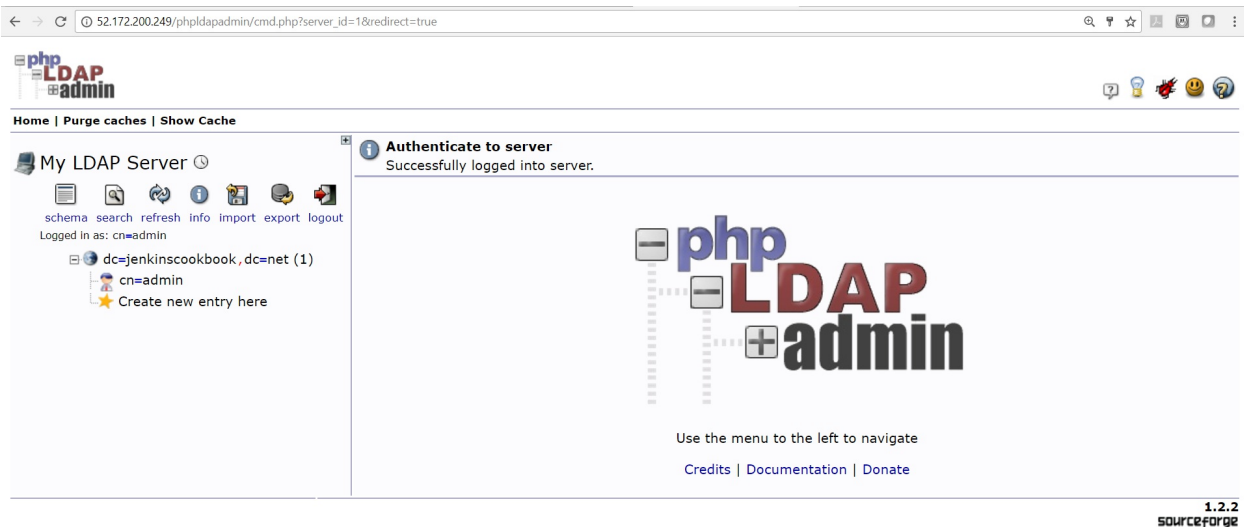 52.172.200.249/phpldapadmin/cmd.php?server_id=1&redirect=true
php
LDAP
admin
Home | Purge caches | Show Cache
My LDAP Server
schema search refresh info import export logout
Logged in as: cn=admin
dc=jenkinscookbook,dc=net (1)
cn=admin
Create new entry here
Authenticate to server
Successfully logged into server.
php
LDAP
admin
Use the menu to the left to navigate
Credits | Documentation | Donate
1.2.2
sourceforge